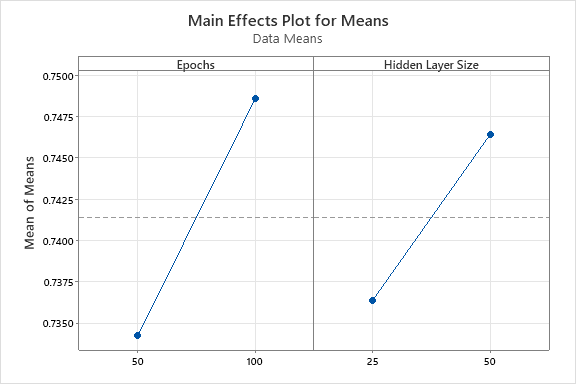 Main Effects Plot for Means
Data Means
Epochs
Hidden Layer Size
0.7500
0.7475
0.7450
0.7425
0.7400
0.7375
0.7350
Mean of Means
50
100
25
50